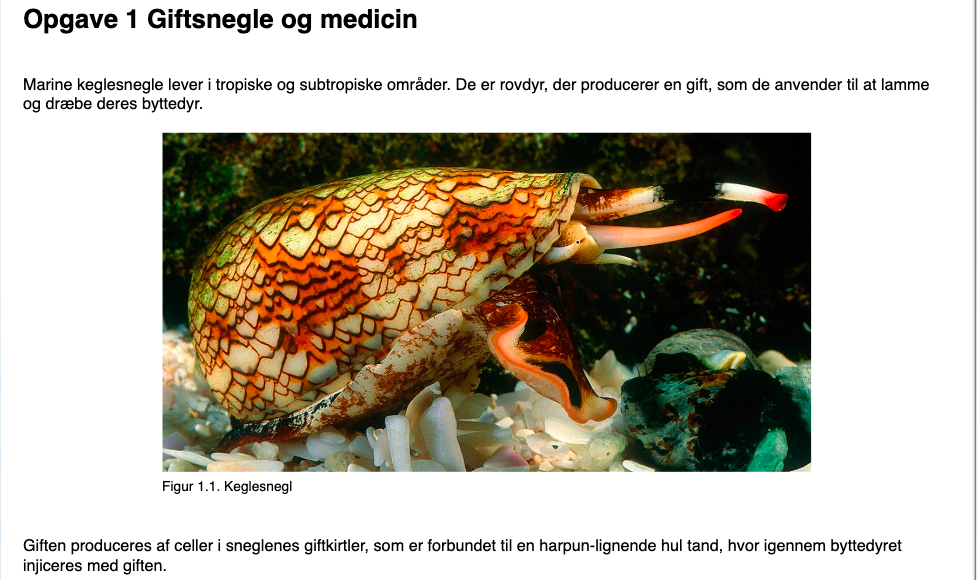 Opgave 1 Giftsnegle og medicin
Marine keglesnegle lever i tropiske og subtropiske områder. De er rovdyr, der producerer en gift, som de anvender til at lamme
og dræbe deres byttedyr.
Figur 1.1. Keglesnegl
Giften produceres af celler i sneglenes giftkirtler, som er forbundet til en harpun-lignende hul tand, hvor igennem byttedyret
injiceres med giften.